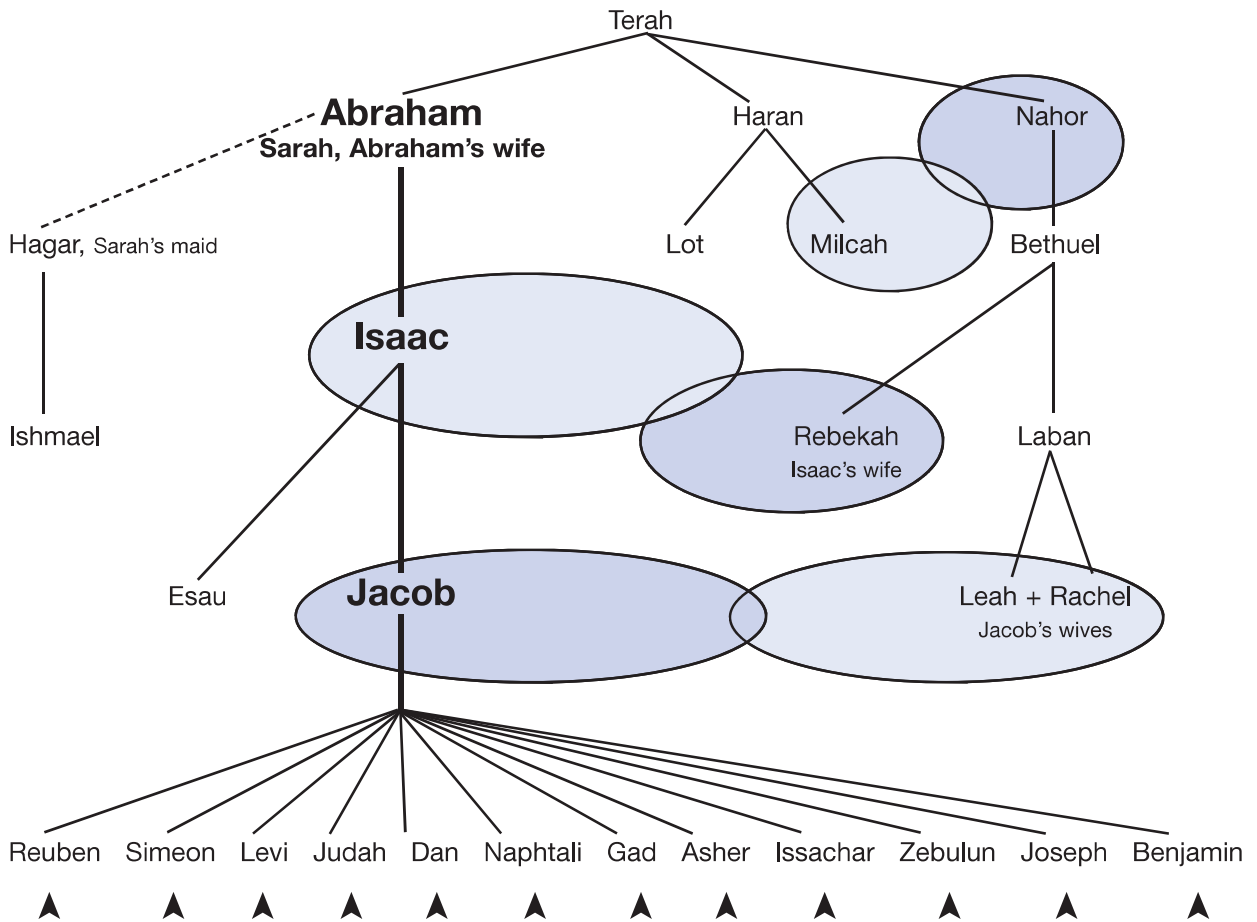 Terah
Abraham
Sarah, Abraham's wife
Haran
Nahor
Hagar, Sarah's maid
Lot
Milcah
Bethuel
Isaac
Ishmael
Rebekah
Isaac's wife
Laban
Esau
Jacob
Leah + Rachel
Jacob's wives
Reuben
Simeon
Levi
Judah
Dan
Naphtali
Gad
Asher
Issachar
Zebulun
Joseph
Benjamin